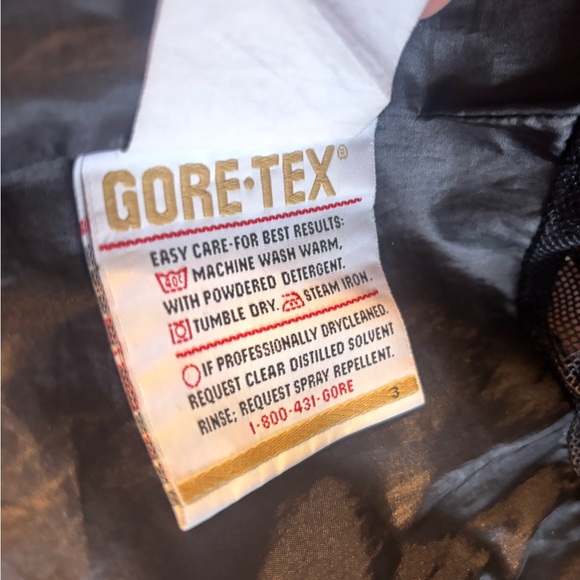 GORE-TEX®
EASY CARE-FOR BEST RESULTS:
40C MACHINE WASH WARM,
WITH POWDERED DETERGENT.
TUMBLE DRY. STEAM IRON.
IF PROFESSIONALLY DRYCLEANED.
REQUEST CLEAR DISTILLED SOLVENT
RINSE; REQUEST SPRAY REPELLENT.
1-800-431-GORE
3